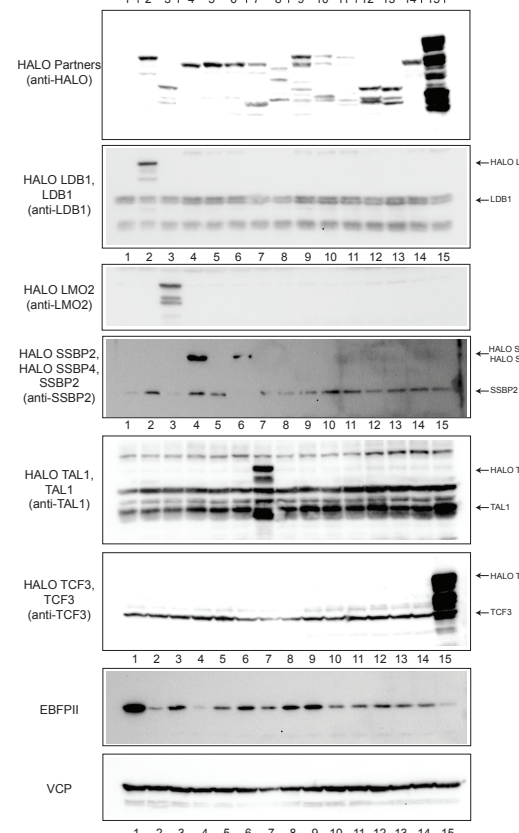 HALO Partners
(anti-HALO)
HALO LDB1,
LDB1
(anti-LDB1)
HALO L
LDB1
1 2 3 4 5 6 7 8 9 10 11 12 13 14 15
HALO LMO2
(anti-LMO2)
HALO SSBP2,
HALO SSBP4,
SSBP2
(anti-SSBP2)
HALO S
HALO S
SSBP2
1 2 3 4 5 6 7 8 9 10 11 12 13 14 15
HALO TAL1,
TAL1
(anti-TAL1)
HALO T
TAL1
HALO TCF3,
TCF3
(anti-TCF3)
HALO T
TCF3
1 2 3 4 5 6 7 8 9 10 11 12 13 14 15
EBFPII
VCP
1 2 3 4 5 6 7 8 9 10 11 12 13 14 15